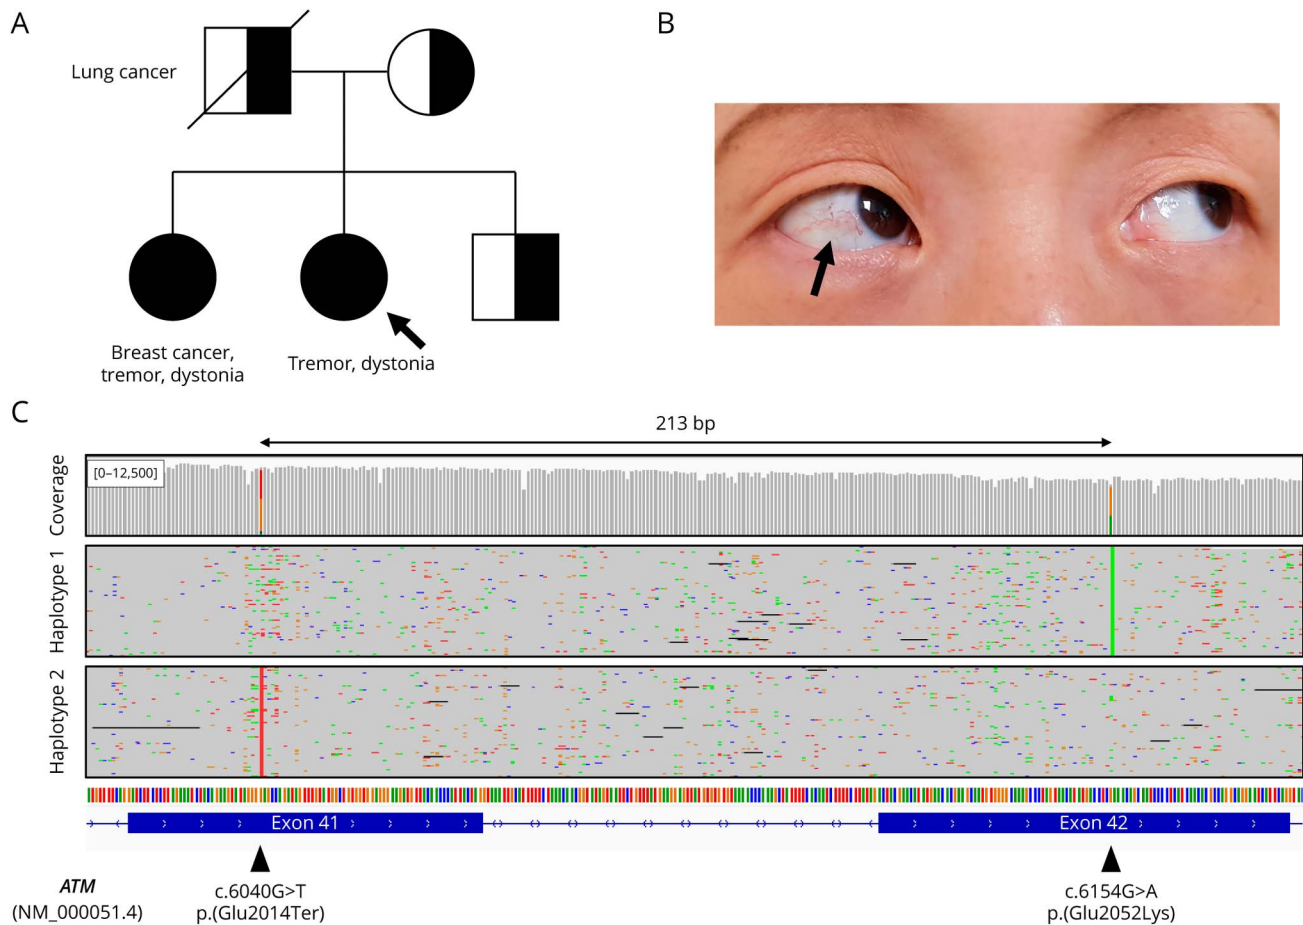 A
Lung cancer
Breast cancer,
tremor, dystonia
Tremor, dystonia
B
C
213 bp
Coverage
[0–12,500]
Haplotype 1
Haplotype 2
Exon 41
Exon 42
ATM
(NM_000051.4)
c.6040G>T
p.(Glu2014Ter)
c.6154G>A
p.(Glu2052Lys)